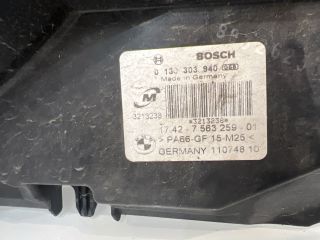 BOSCH
0 130 303 940
Made in Germany
3213238
*3213238*
17.42-7 563 259-01
> PA66-GF 15-M25 <
GERMANY 110748 10